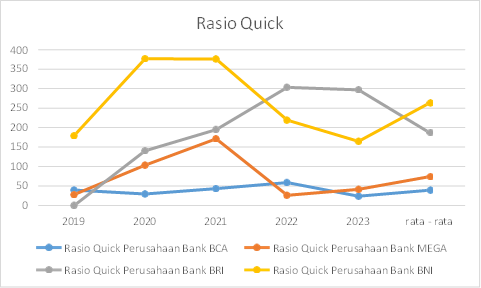 Rasio Quick
400
350
300
250
200
150
100
50
0
2019 2020 2021 2022 2023 rata - rata
Rasio Quick Perusahaan Bank BCA Rasio Quick Perusahaan Bank MEGA
Rasio Quick Perusahaan Bank BRI Rasio Quick Perusahaan Bank BNI